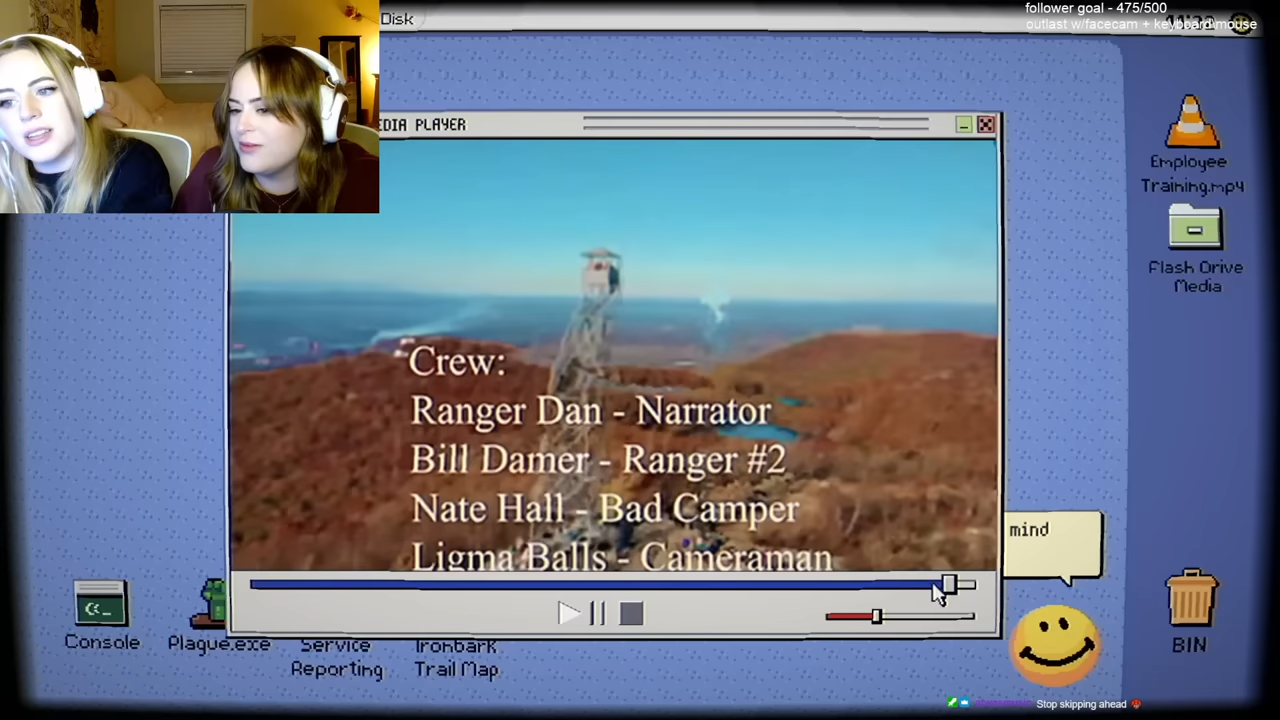 follower goal - 475/500
outlast w/facecam + keyboard/mouse
Disk
EDIA PLAYER
Employee
Training.mp4
Flash Drive
Media
Crew:
Ranger Dan - Narrator
Bill Damer - Ranger #2
Nate Hall - Bad Camper
Ligma Balls - Cameraman
mind
Console
Plague.exe
Service
Reporting
Ironbark
Trail Map
BIN
Stop skipping ahead